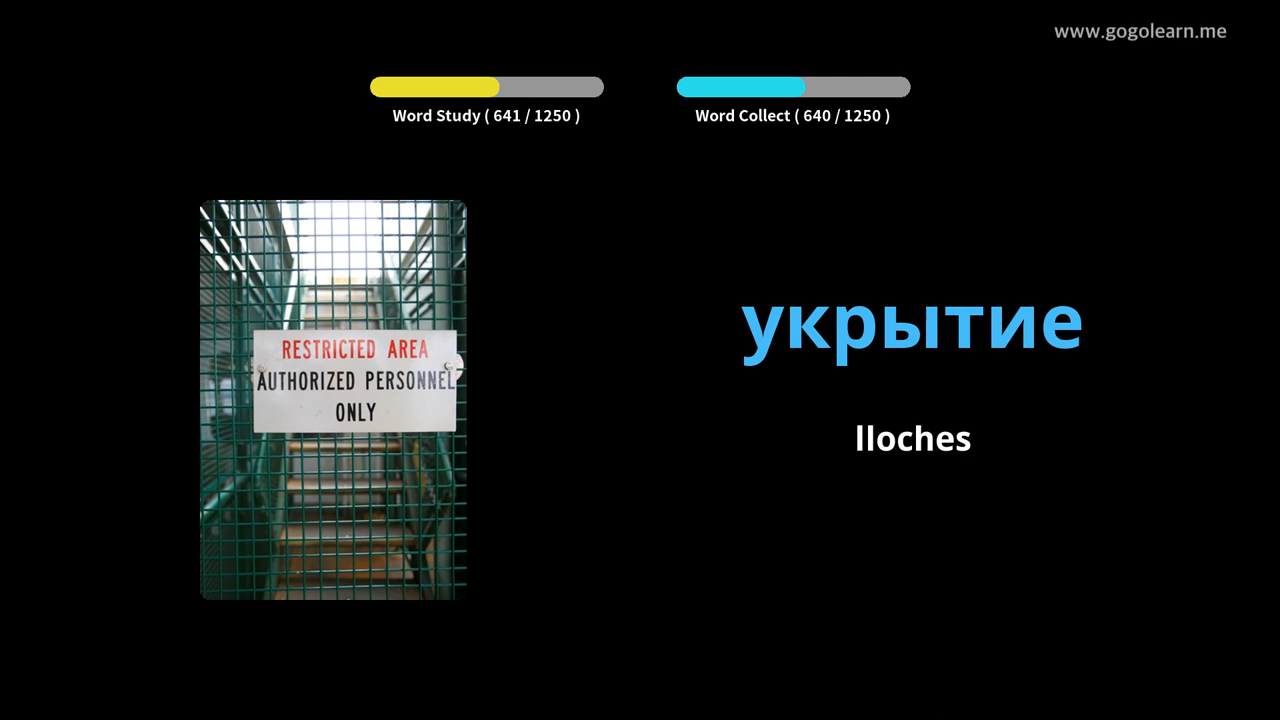 www.gogolearn.me
Word Study ( 641 / 1250 )
Word Collect ( 640 / 1250 )
RESTRICTED AREA
AUTHORIZED PERSONNEL
ONLY
укрытие
lloches